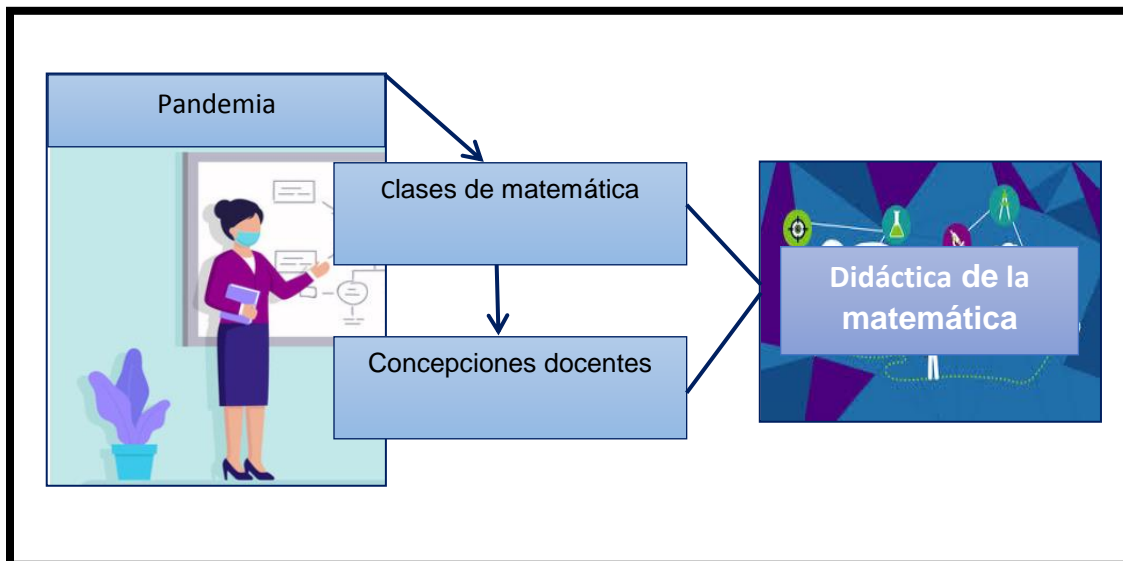 Pandemia
Clases de matemática
Concepciones docentes
Didáctica de la
matemática